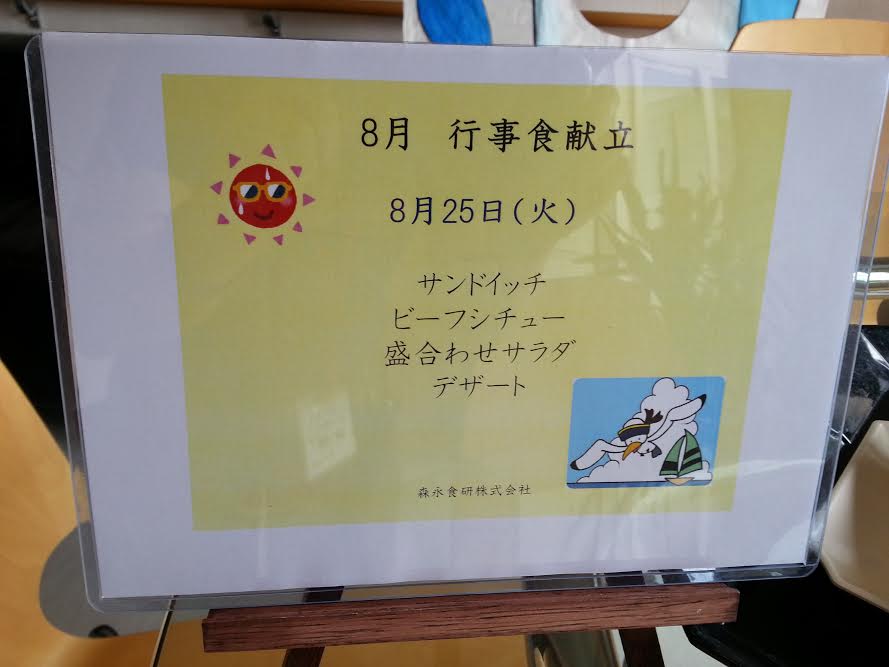 8月　行事食献立
8月25日(火)
サンドイッチ
ビーフシチュー
盛合わせサラダ
デザート
森永食研株式会社